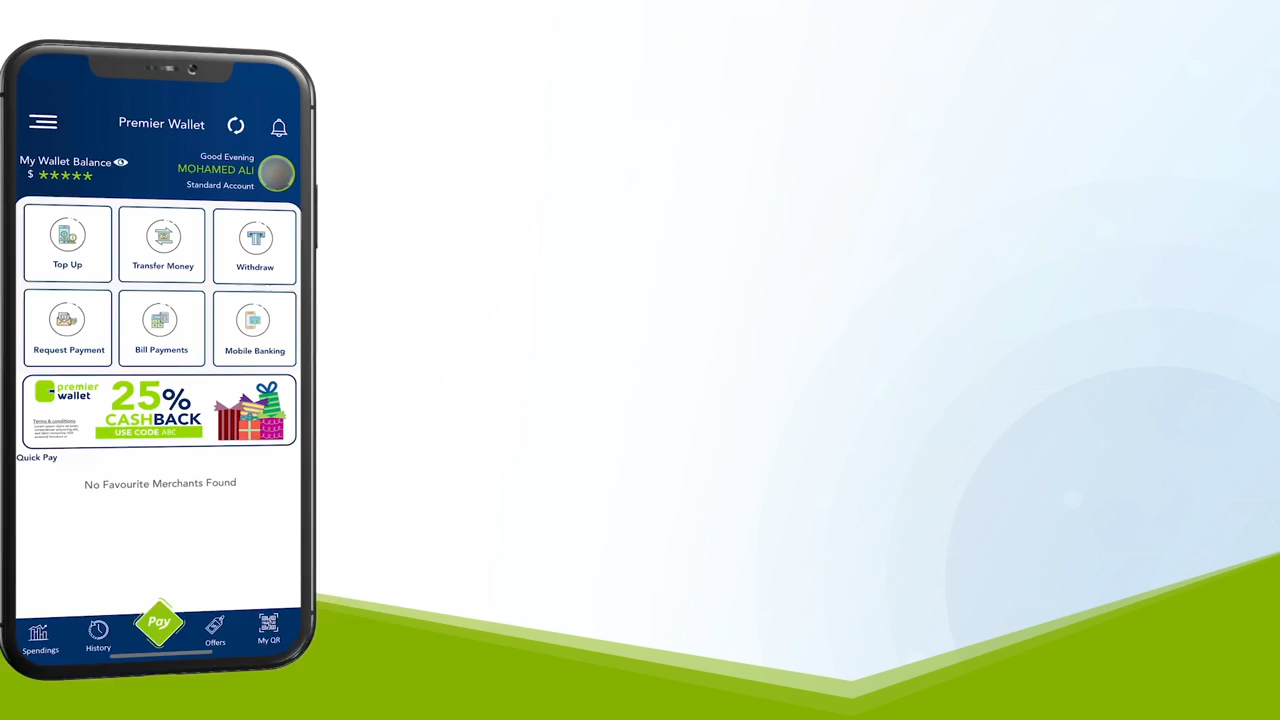 Premier Wallet
My Wallet Balance
$ *****
Good Evening
MOHAMED ALI
Standard Account
Top Up
Transfer Money
Withdraw
Request Payment
Bill Payments
Mobile Banking
premier
wallet
Terms & conditions
25%
CASHBACK
USE CODE ABC
Quick Pay
No Favourite Merchants Found
Spendings
History
Pay
Offers
My QR